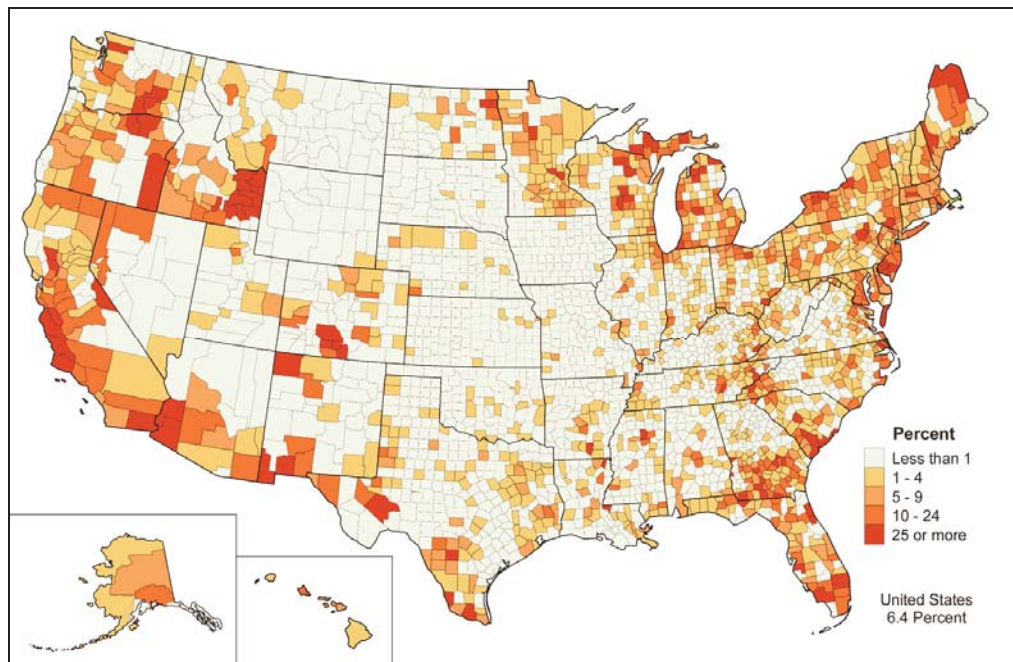 Percent
Less than 1
1 - 4
5 - 9
10 - 24
25 or more
United States
6.4 Percent